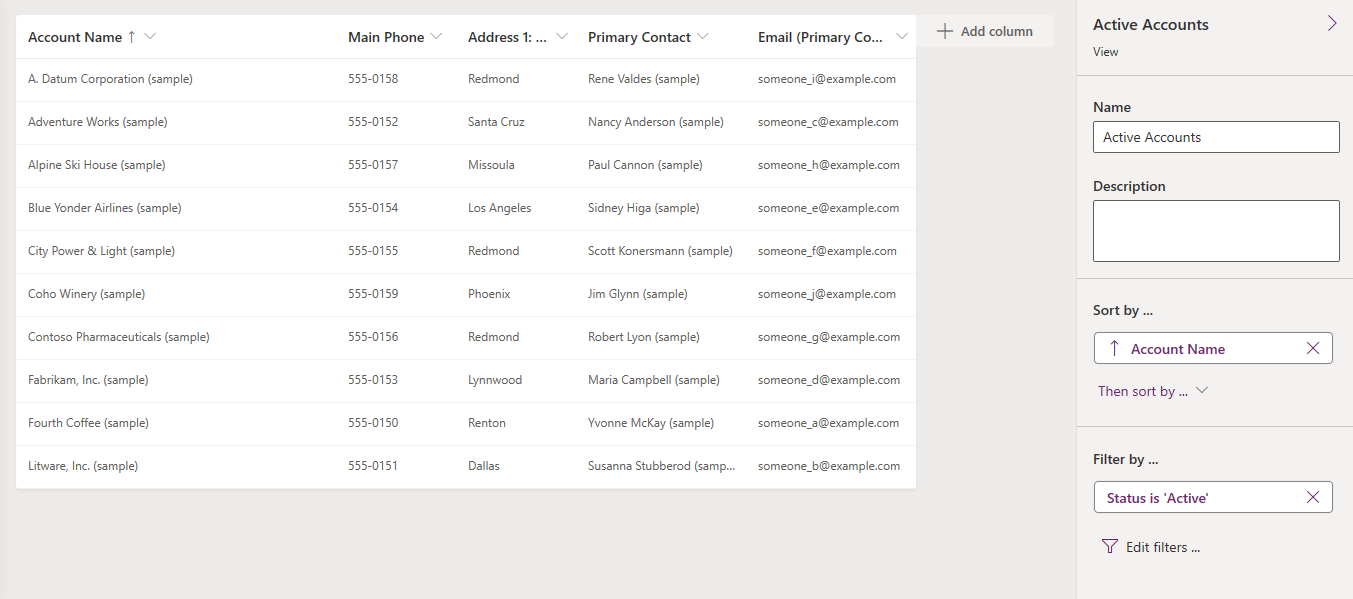 Account Name ↑ Main Phone Address 1: ... Primary Contact Email (Primary Co... + Add column
A. Datum Corporation (sample) 555-0158 Redmond Rene Valdes (sample) someone_i@example.com
Adventure Works (sample) 555-0152 Santa Cruz Nancy Anderson (sample) someone_c@example.com
Alpine Ski House (sample) 555-0157 Missoula Paul Cannon (sample) someone_h@example.com
Blue Yonder Airlines (sample) 555-0154 Los Angeles Sidney Higa (sample) someone_e@example.com
City Power & Light (sample) 555-0155 Redmond Scott Konersmann (sample) someone_f@example.com
Coho Winery (sample) 555-0159 Phoenix Jim Glynn (sample) someone_j@example.com
Contoso Pharmaceuticals (sample) 555-0156 Redmond Robert Lyon (sample) someone_g@example.com
Fabrikam, Inc. (sample) 555-0153 Lynnwood Maria Campbell (sample) someone_d@example.com
Fourth Coffee (sample) 555-0150 Renton Yvonne McKay (sample) someone_a@example.com
Litware, Inc. (sample) 555-0151 Dallas Susanna Stubberod (samp... someone_b@example.com
Active Accounts
View
Name
Active Accounts
Description
Sort by ...
↑ Account Name
Then sort by ...
Filter by ...
Status is 'Active'
Edit filters ...